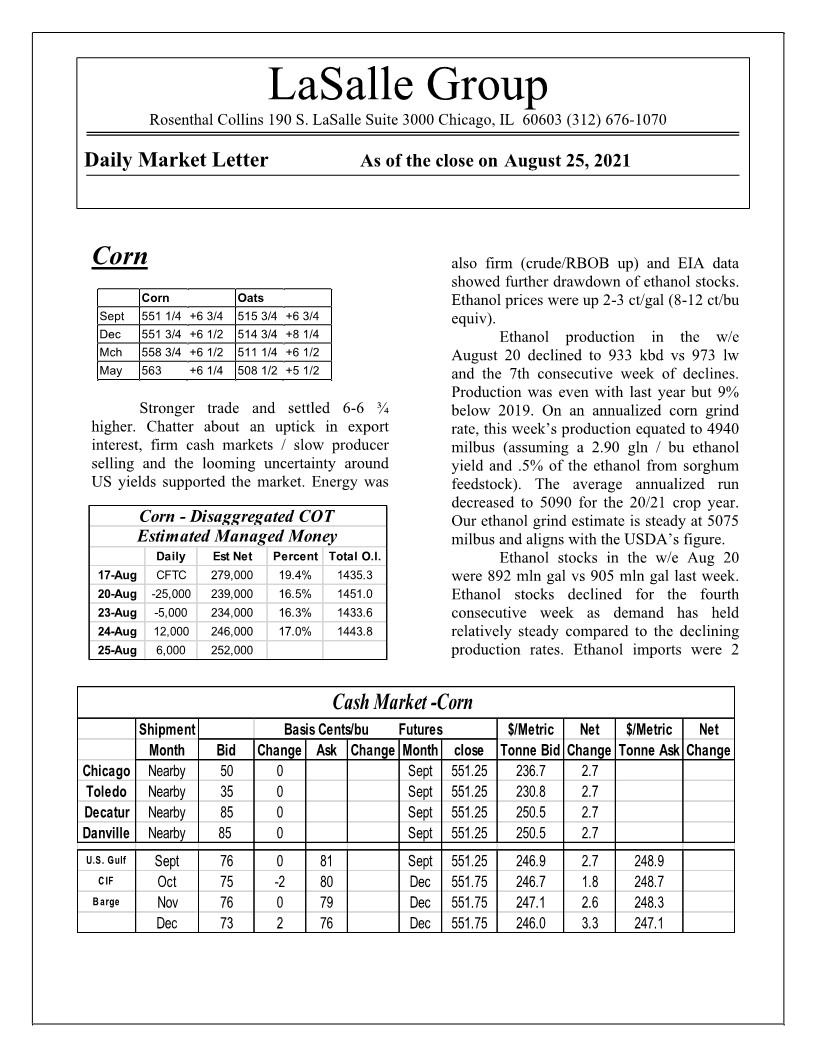 LaSalle Group
Rosenthal Collins 190 S. LaSalle Suite 3000 Chicago, IL 60603 (312) 676-1070
Daily Market Letter As of the close on August 25, 2021
Corn
Corn Oats
Sept 551 1/4 +6 3/4 515 3/4 +6 3/4
Dec 551 3/4 +6 1/2 514 3/4 +8 1/4
Mch 558 3/4 +6 1/2 511 1/4 +6 1/2
May 563 +6 1/4 508 1/2 +5 1/2
Stronger trade and settled 6-6 ¾
higher. Chatter about an uptick in export
interest, firm cash markets / slow producer
selling and the looming uncertainty around
US yields supported the market. Energy was
Corn - Disaggregated COT
Estimated Managed Money
Daily Est Net Percent Total O.I.
17-Aug CFTC 279,000 19.4% 1435.3
20-Aug -25,000 239,000 16.5% 1451.0
23-Aug -5,000 234,000 16.3% 1433.6
24-Aug 12,000 246,000 17.0% 1443.8
25-Aug 6,000 252,000
also firm (crude/RBOB up) and EIA data
showed further drawdown of ethanol stocks.
Ethanol prices were up 2-3 ct/gal (8-12 ct/bu
equiv).
Ethanol production in the w/e
August 20 declined to 933 kbd vs 973 lw
and the 7th consecutive week of declines.
Production was even with last year but 9%
below 2019. On an annualized corn grind
rate, this week's production equated to 4940
milbus (assuming a 2.90 gln / bu ethanol
yield and .5% of the ethanol from sorghum
feedstock). The average annualized run
decreased to 5090 for the 20/21 crop year.
Our ethanol grind estimate is steady at 5075
milbus and aligns with the USDA's figure.
Ethanol stocks in the w/e Aug 20
were 892 mln gal vs 905 mln gal last week.
Ethanol stocks declined for the fourth
consecutive week as demand has held
relatively steady compared to the declining
production rates. Ethanol imports were 2
Cash Market -Corn
Shipment Basis Cents/bu Futures $/Metric Net $/Metric Net
Month Bid Change Ask Change Month close Tonne Bid Change Tonne Ask Change
Chicago Nearby 50 0 Sept 551.25 236.7 2.7
Toledo Nearby 35 0 Sept 551.25 230.8 2.7
Decatur Nearby 85 0 Sept 551.25 250.5 2.7
Danville Nearby 85 0 Sept 551.25 250.5 2.7
U.S. Gulf Sept 76 0 81 Sept 551.25 246.9 2.7 248.9
CIF Oct 75 -2 80 Dec 551.75 246.7 1.8 248.7
Barge Nov 76 0 79 Dec 551.75 247.1 2.6 248.3
Dec 73 2 76 Dec 551.75 246.0 3.3 247.1